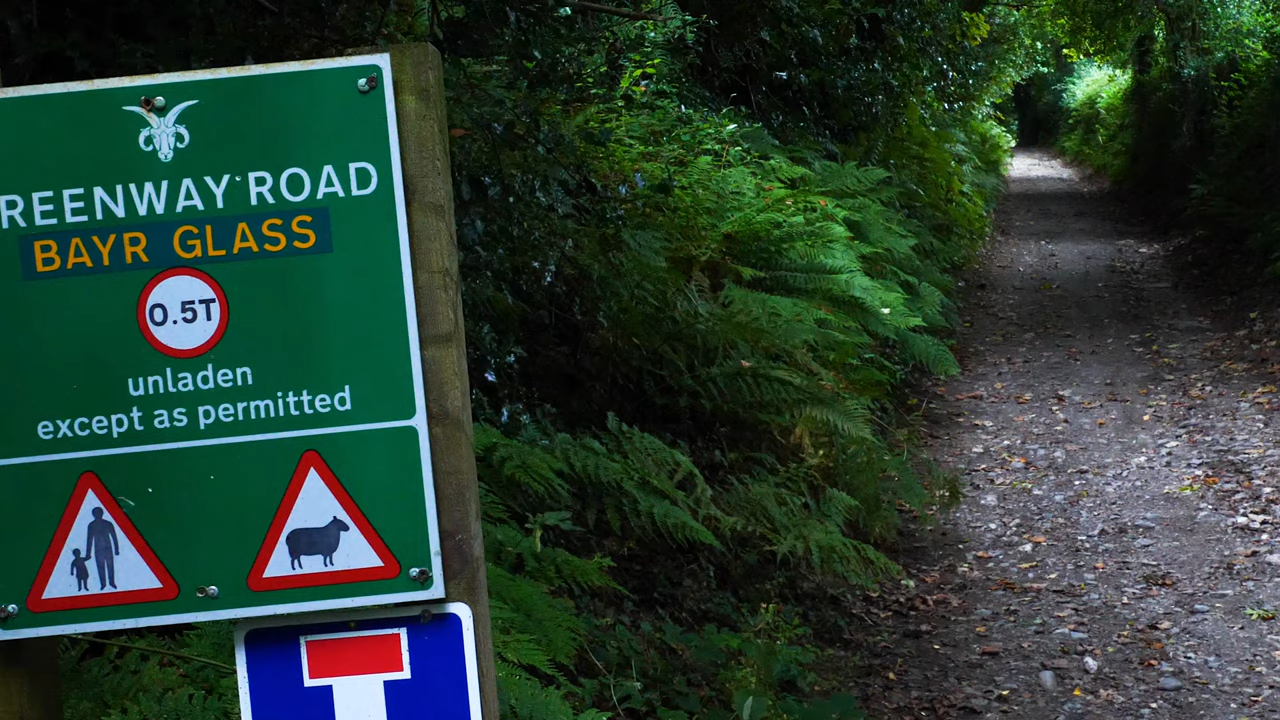 REENWAY ROAD
BAYR GLASS
0.5T
unladen
except as permitted